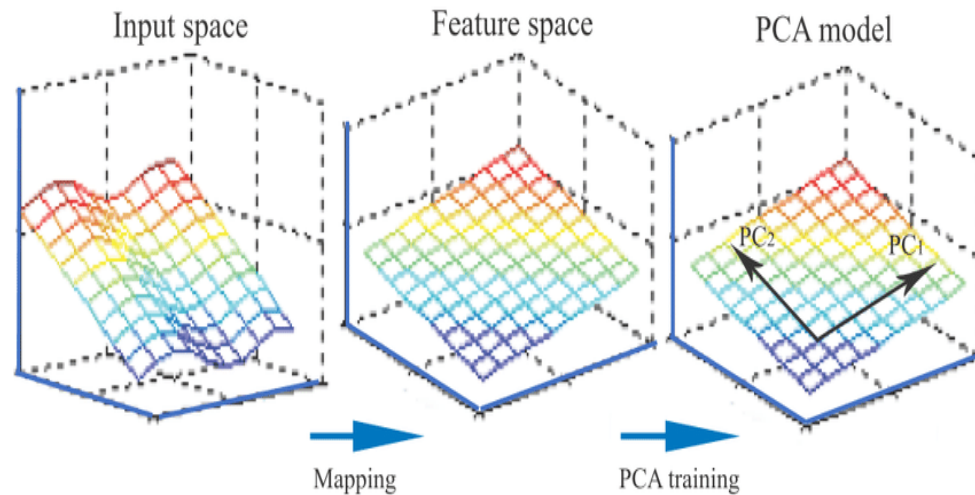 Input space
Feature space
PCA model
PC2
PC1
Mapping
PCA training